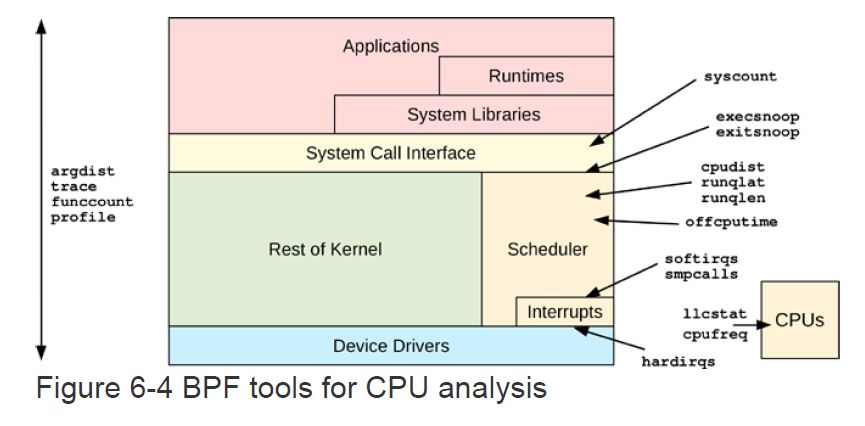 Applications
Runtimes
System Libraries
System Call Interface
Rest of Kernel
Scheduler
Interrupts
Device Drivers
argdist
trace
funccount
profile
syscount
execsnoop
exitsnoop
cpudist
runqlat
runqlen
offcputime
softirqs
smpcalls
llcstat
cpufreq
CPUs
hardirqs
Figure 6-4 BPF tools for CPU analysis